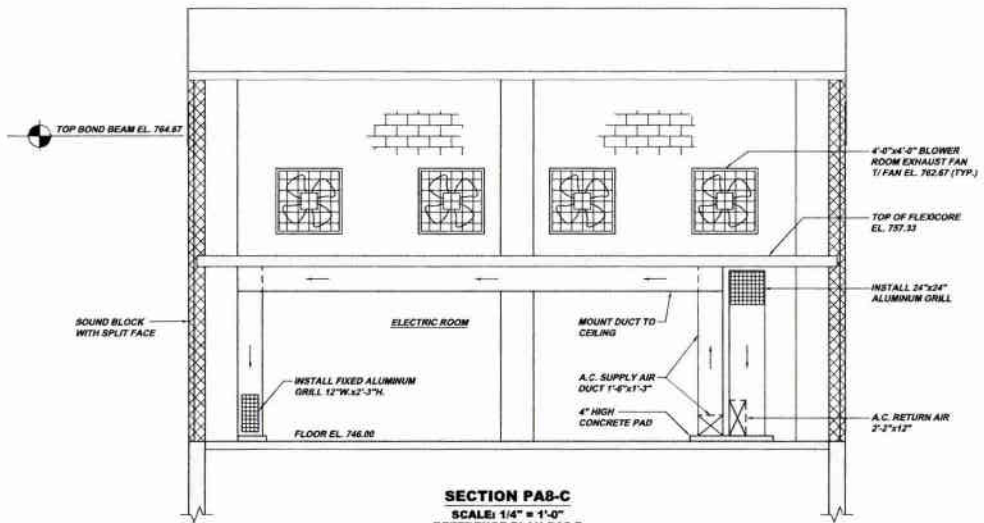 TOP BOND BEAM EL. 764.67
4'-0"x4'-0" BLOWER
ROOM EXHAUST FAN
T/ FAN EL. 762.67 (TYP.)
TOP OF FLEXICORE
EL. 757.33
INSTALL 24"x24"
ALUMINUM GRILL
SOUND BLOCK
WITH SPLIT FACE
ELECTRIC ROOM
MOUNT DUCT TO
CEILING
INSTALL FIXED ALUMINUM
GRILL 12"W.x2'-3"H.
A.C. SUPPLY AIR
DUCT 1'-6"x1'-3"
4" HIGH
CONCRETE PAD
A.C. RETURN AIR
2'-2"x12"
FLOOR EL. 746.00
SECTION PA8-C
SCALE: 1/4" = 1'-0"